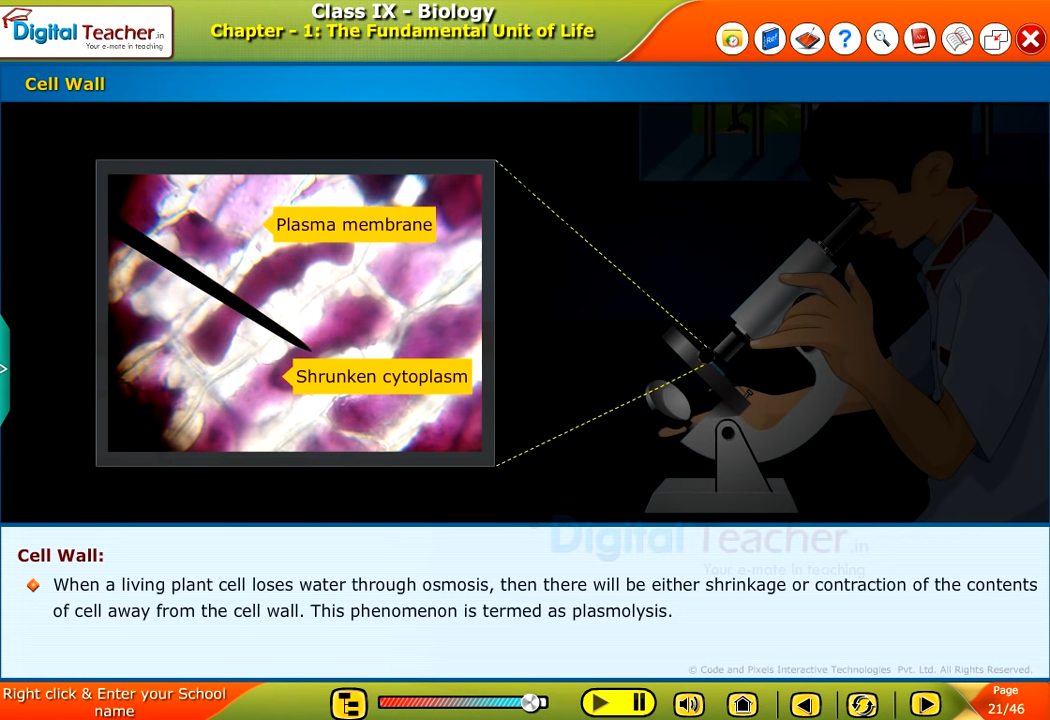 Digital Teacher.in
Your e-mate in teaching
Class IX - Biology
Chapter - 1: The Fundamental Unit of Life
Ref
?
Cell Wall
Plasma membrane
Shrunken cytoplasm
Digital Teacher.in
Your e-mate in teaching
Cell Wall:
When a living plant cell loses water through osmosis, then there will be either shrinkage or contraction of the contents
of cell away from the cell wall. This phenomenon is termed as plasmolysis.
© Code and Pixels Interactive Technologies Pvt. Ltd. All Rights Reserved.
Right click & Enter your School
name
Page
21/46